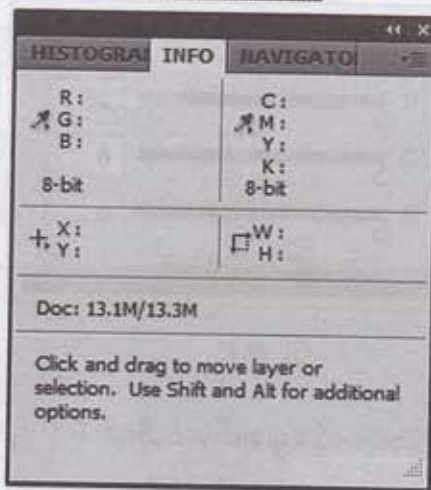 HISTOGRA INFO NAVIGATO
R: C:
G: M:
B: Y:
K:
8-bit 8-bit
X: W:
Y: H:
Doc: 13.1M/13.3M
Click and drag to move layer or
selection. Use Shift and Alt for additional
options.